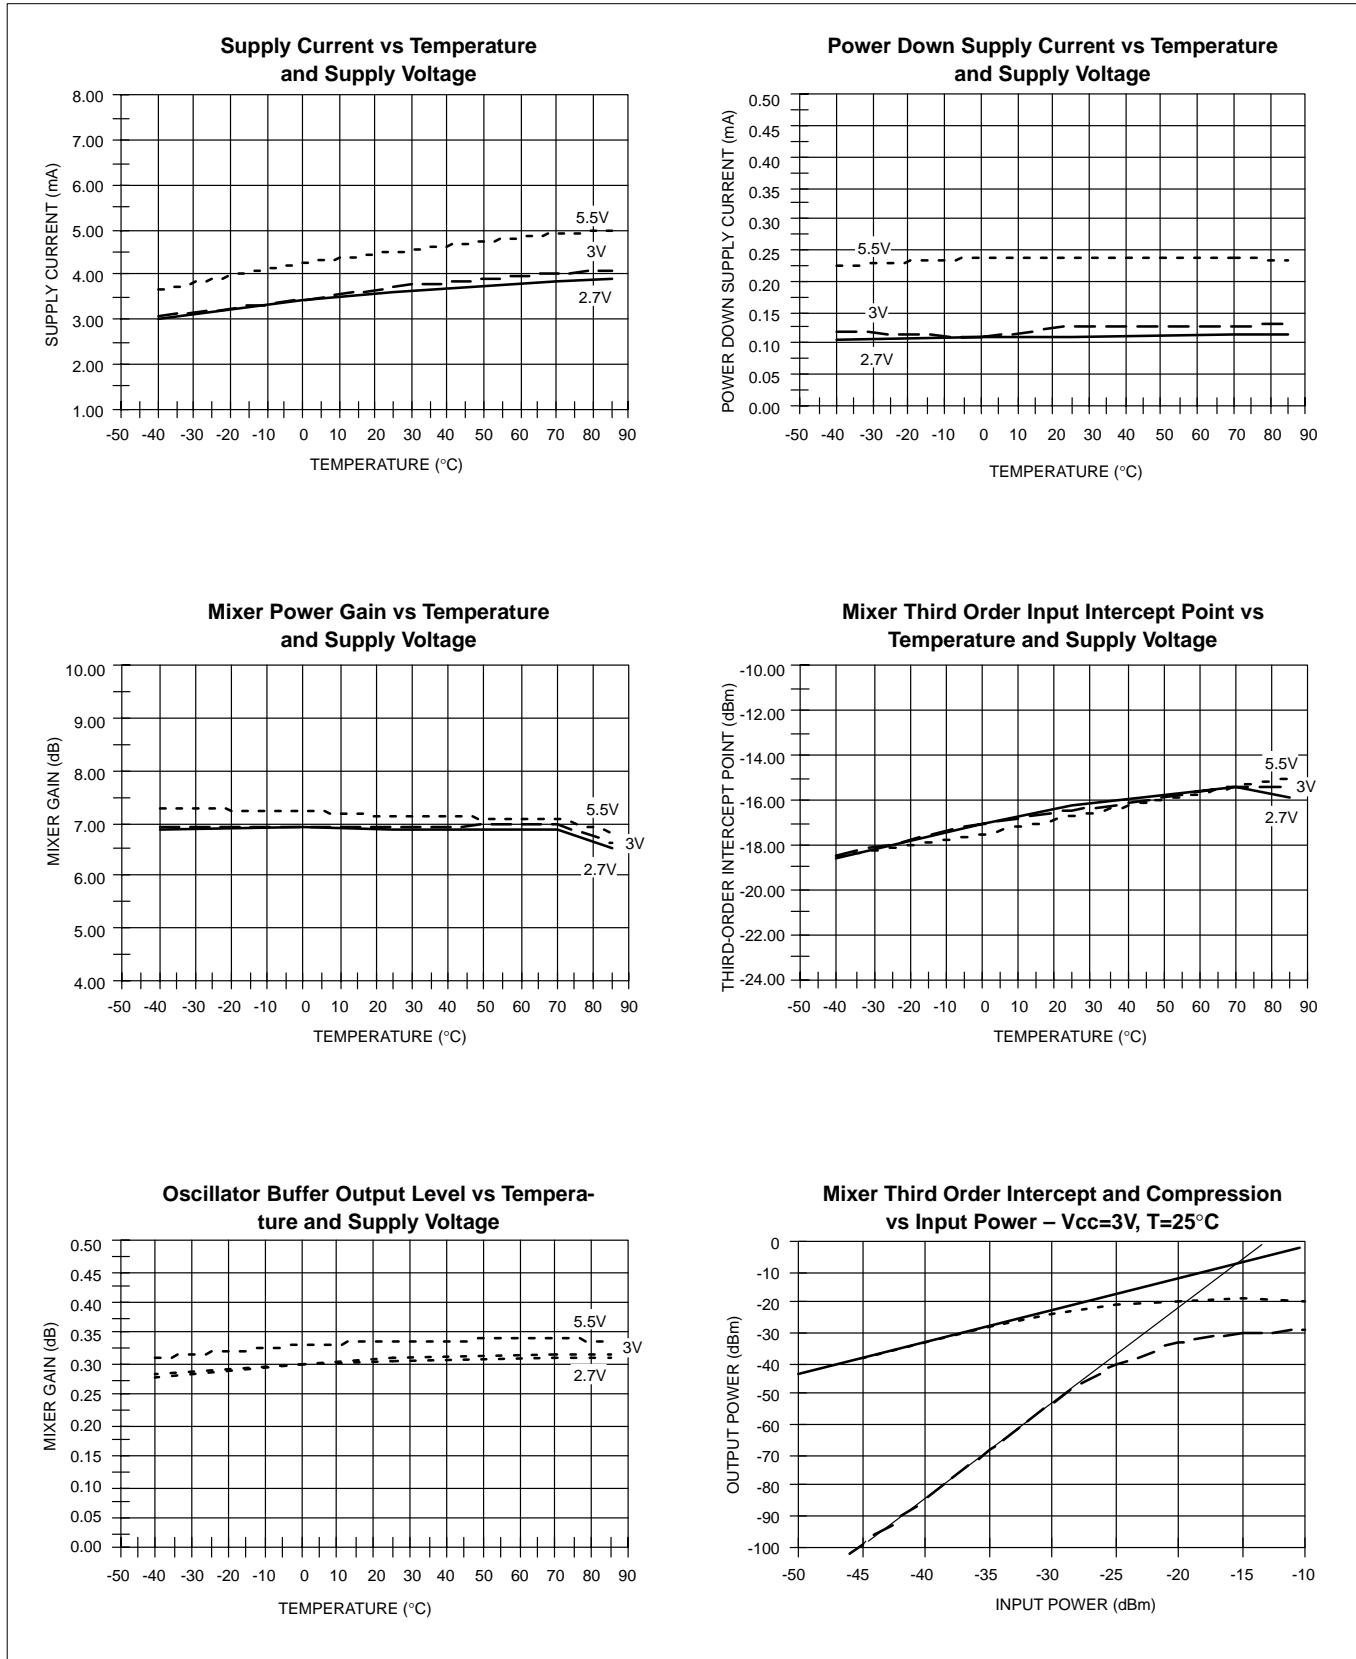 Supply Current vs Temperature
and Supply Voltage
SUPPLY CURRENT (mA)
8.00
7.00
6.00
5.00
4.00
3.00
2.00
1.00
5.5V
3V
2.7V
-50 -40 -30 -20 -10 0 10 20 30 40 50 60 70 80 90
TEMPERATURE (°C)
Power Down Supply Current vs Temperature
and Supply Voltage
POWER DOWN SUPPLY CURRENT (mA)
0.50
0.45
0.40
0.35
0.30
0.25
0.20
0.15
0.10
0.05
0.00
5.5V
3V
2.7V
-50 -40 -30 -20 -10 0 10 20 30 40 50 60 70 80 90
TEMPERATURE (°C)
Mixer Power Gain vs Temperature
and Supply Voltage
MIXER GAIN (dB)
10.00
9.00
8.00
7.00
6.00
5.00
4.00
5.5V
3V
2.7V
-50 -40 -30 -20 -10 0 10 20 30 40 50 60 70 80 90
TEMPERATURE (°C)
Mixer Third Order Input Intercept Point vs
Temperature and Supply Voltage
THIRD-ORDER INTERCEPT POINT (dBm)
-10.00
-12.00
-14.00
-16.00
-18.00
-20.00
-22.00
-24.00
5.5V
3V
2.7V
-50 -40 -30 -20 -10 0 10 20 30 40 50 60 70 80 90
TEMPERATURE (°C)
Oscillator Buffer Output Level vs Tempera-
ture and Supply Voltage
MIXER GAIN (dB)
0.50
0.45
0.40
0.35
0.30
0.25
0.20
0.15
0.10
0.05
0.00
5.5V
3V
2.7V
-50 -40 -30 -20 -10 0 10 20 30 40 50 60 70 80 90
TEMPERATURE (°C)
Mixer Third Order Intercept and Compression
vs Input Power – Vcc=3V, T=25°C
OUTPUT POWER (dBm)
0
-10
-20
-30
-40
-50
-60
-70
-80
-90
-100
-50 -45 -40 -35 -30 -25 -20 -15 -10
INPUT POWER (dBm)